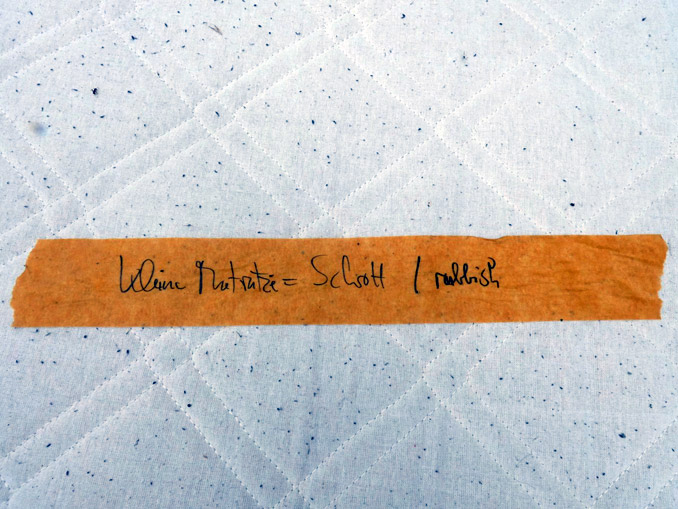 kleine Matratze = Schrott / rubbish